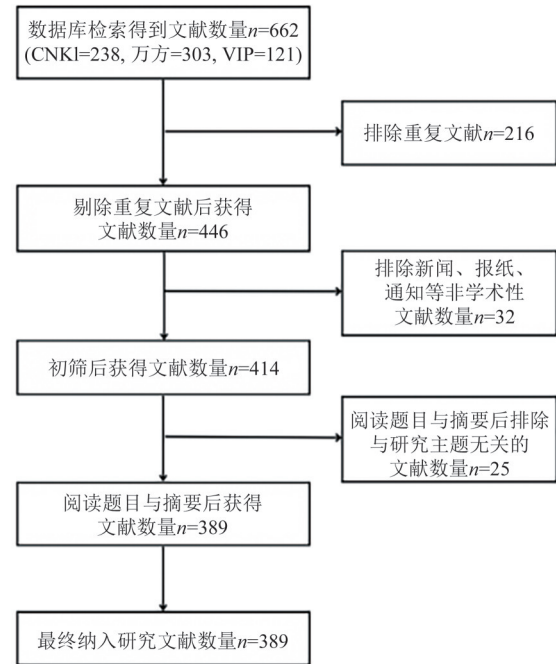 数据库检索得到文献数量n=662
(CNKl=238, 万方=303, VIP=121)
排除重复文献n=216
剔除重复文献后获得
文献数量n=446
排除新闻、报纸、
通知等非学术性
文献数量n=32
初筛后获得文献数量n=414
阅读题目与摘要后排除
与研究主题无关的
文献数量n=25
阅读题目与摘要后获得
文献数量n=389
最终纳入研究文献数量n=389